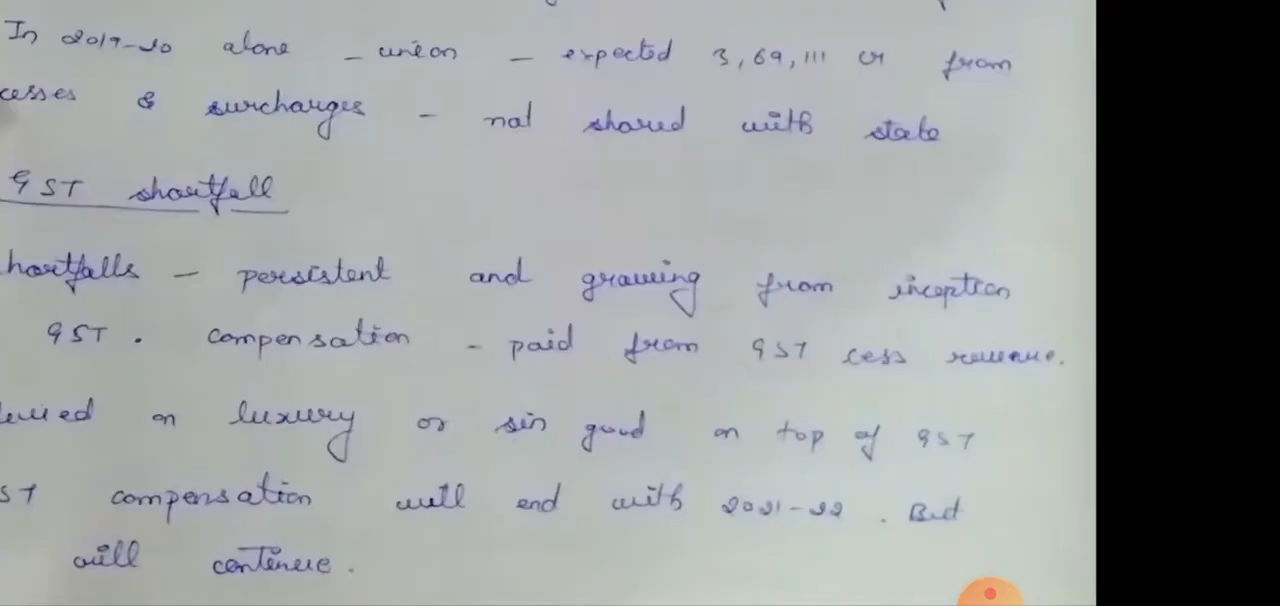 In 2019-20 alone - union - expected 3,69,111 cr from
cesses & surcharges - not shared with state
GST shortfall
hortfalls - persistent and growing from inception
GST. compensation - paid from GST cess revenue.
levied on luxury or sin good on top of GST
ST compensation will end with 2021-22. But
will continue.